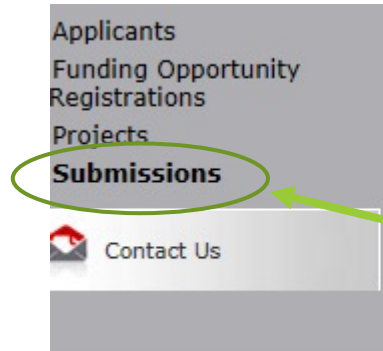 Applicants
Funding Opportunity
Registrations
Projects
Submissions
Contact Us